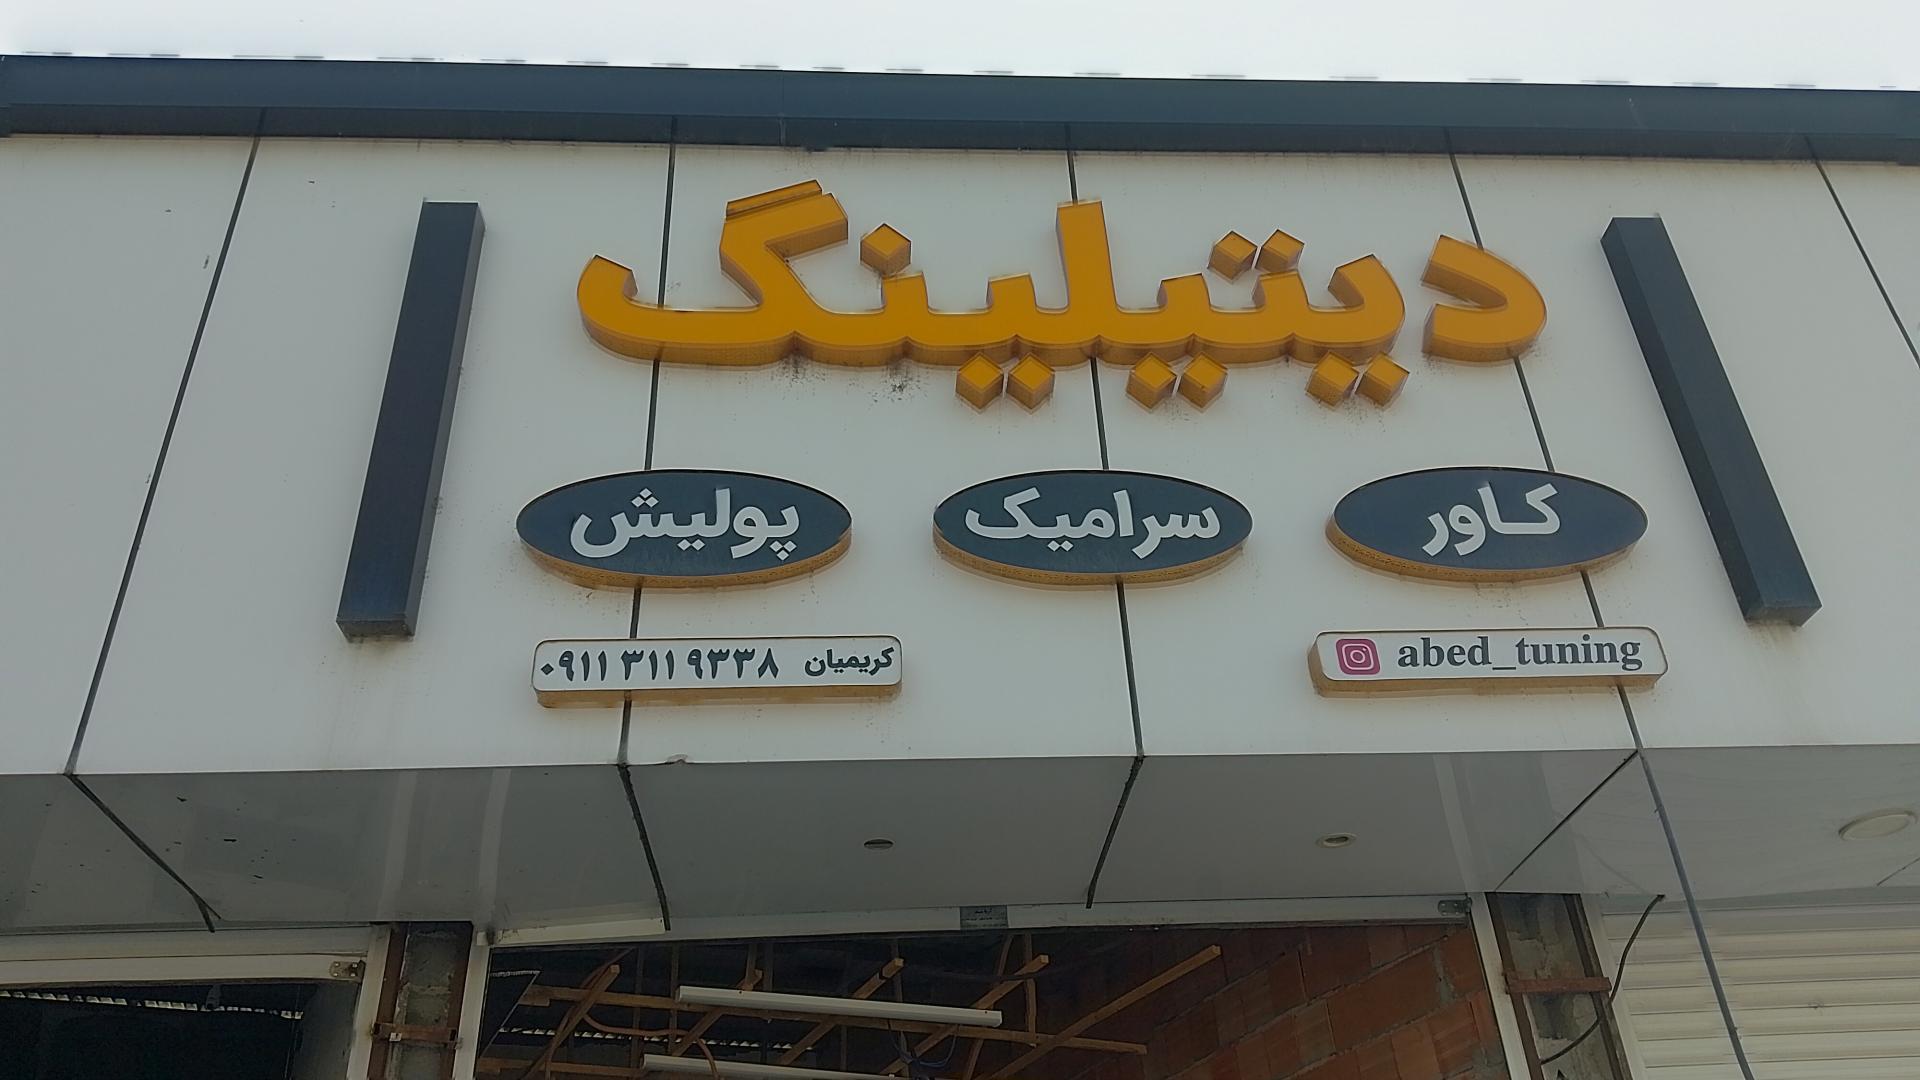 دیتیلینگ
کاور سرامیک پولیش
abed_tuning
کریمیان ۰۹۱۱ ۳۱۱ ۹۳۳۸